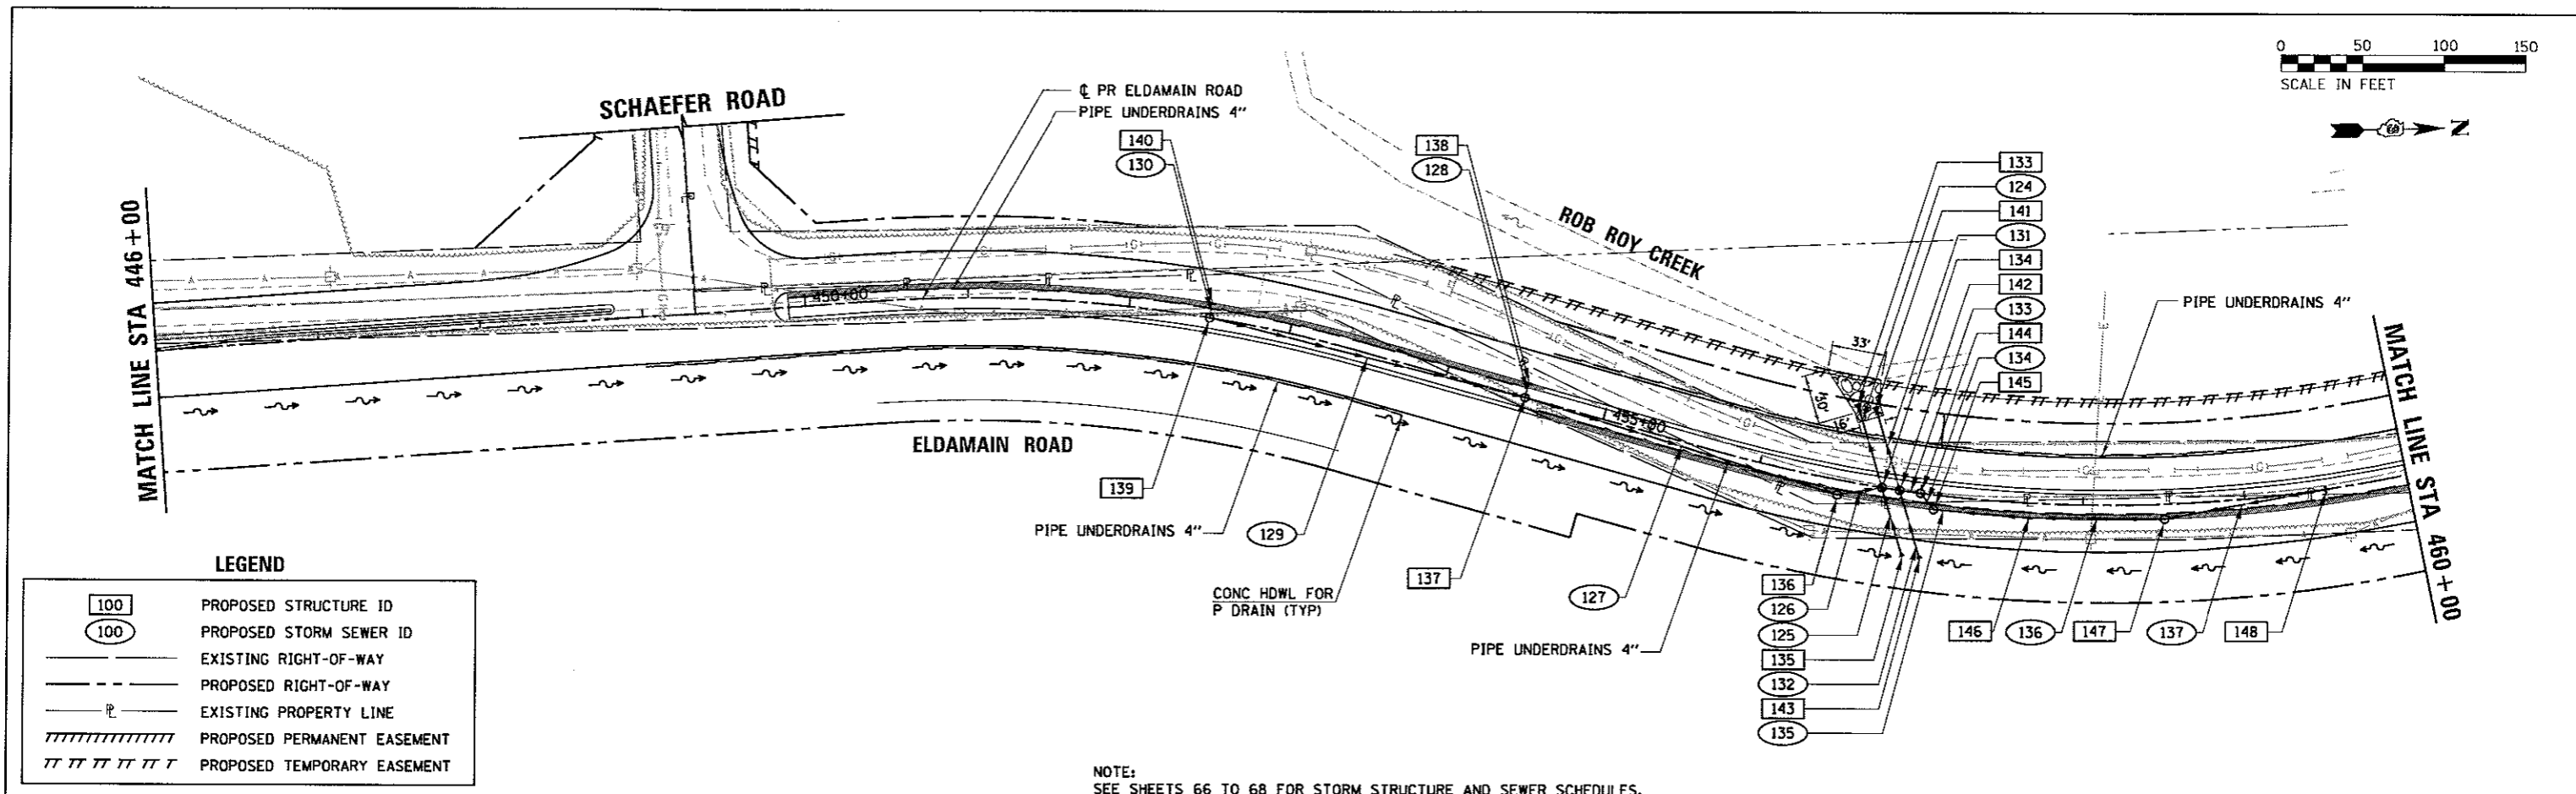 0 50 100 150
SCALE IN FEET
N
SCHAEFER ROAD
℄ PR ELDAMAIN ROAD
PIPE UNDERDRAINS 4"
140
130
138
128
ROB ROY CREEK
133
124
141
131
134
142
133
144
134
145
PIPE UNDERDRAINS 4"
33'
50'
16'
MATCH LINE STA 446+00
450+00
455+00
MATCH LINE STA 460+00
ELDAMAIN ROAD
139
PIPE UNDERDRAINS 4"
129
CONC HDWL FOR
P DRAIN (TYP)
137
127
PIPE UNDERDRAINS 4"
136
126
125
135
132
143
135
146
136
147
137
148
LEGEND
100 PROPOSED STRUCTURE ID
100 PROPOSED STORM SEWER ID
EXISTING RIGHT-OF-WAY
PROPOSED RIGHT-OF-WAY
PL EXISTING PROPERTY LINE
PROPOSED PERMANENT EASEMENT
PROPOSED TEMPORARY EASEMENT
NOTE:
SEE SHEETS 66 TO 68 FOR STORM STRUCTURE AND SEWER SCHEDULES.